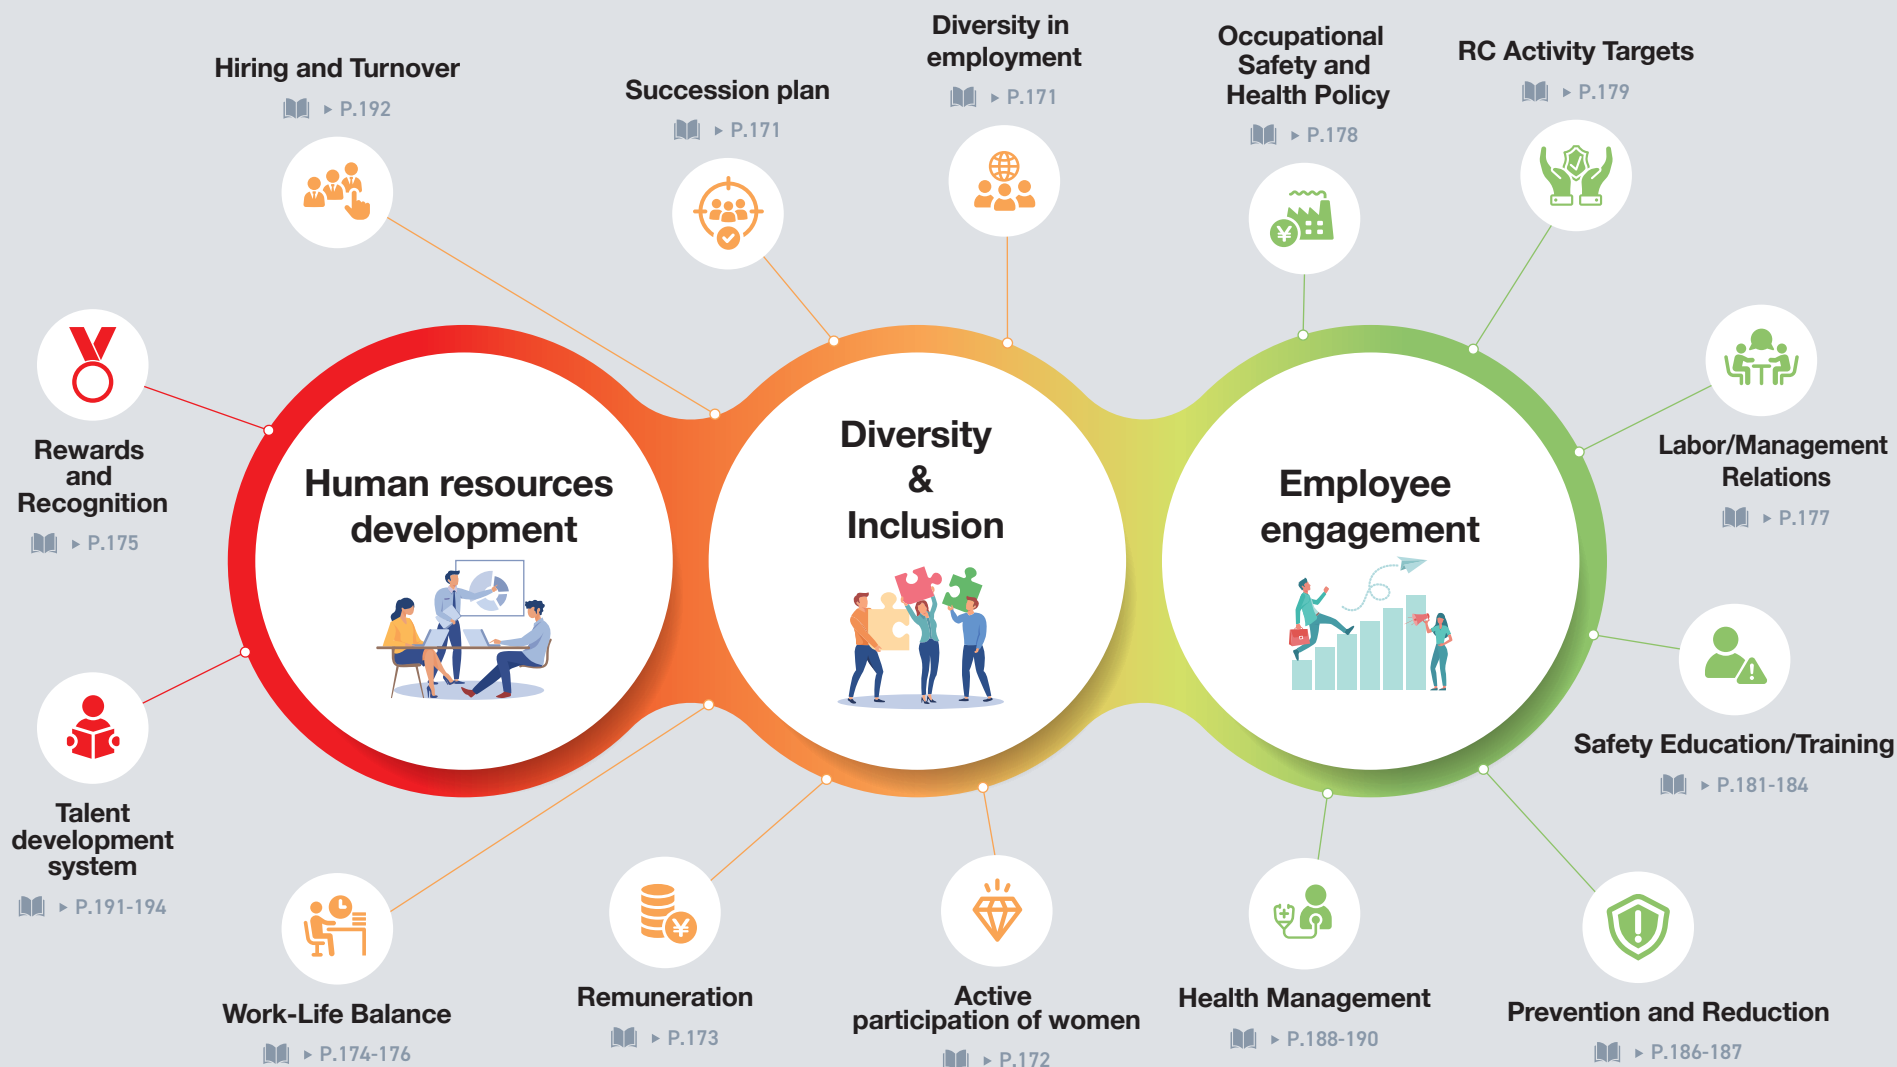 Hiring and Turnover
▸ P.192
Succession plan
▸ P.171
Diversity in
employment
▸ P.171
Occupational
Safety and
Health Policy
▸ P.178
RC Activity Targets
▸ P.179
Rewards
and
Recognition
▸ P.175
Human resources
development
Diversity
&
Inclusion
Employee
engagement
Labor/Management
Relations
▸ P.177
Talent
development
system
▸ P.191-194
Safety Education/Training
▸ P.181-184
Work-Life Balance
▸ P.174-176
Remuneration
▸ P.173
Active
participation of women
▸ P.172
Health Management
▸ P.188-190
Prevention and Reduction
▸ P.186-187